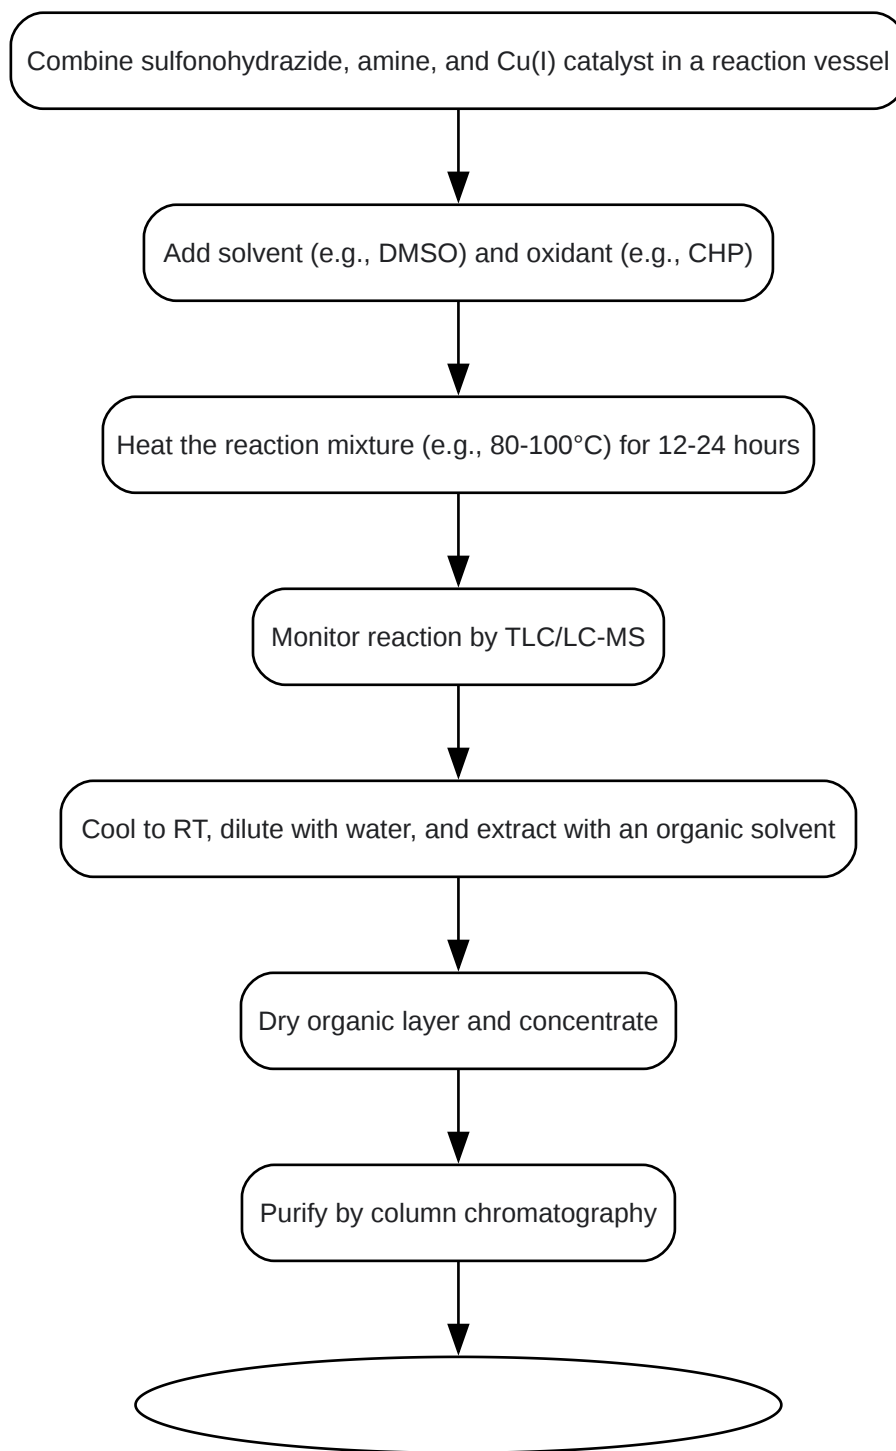 Combine sulfonohydrazide, amine, and Cu(I) catalyst in a reaction vessel
Add solvent (e.g., DMSO) and oxidant (e.g., CHP)
Heat the reaction mixture (e.g., 80-100°C) for 12-24 hours
Monitor reaction by TLC/LC-MS
Cool to RT, dilute with water, and extract with an organic solvent
Dry organic layer and concentrate
Purify by column chromatography